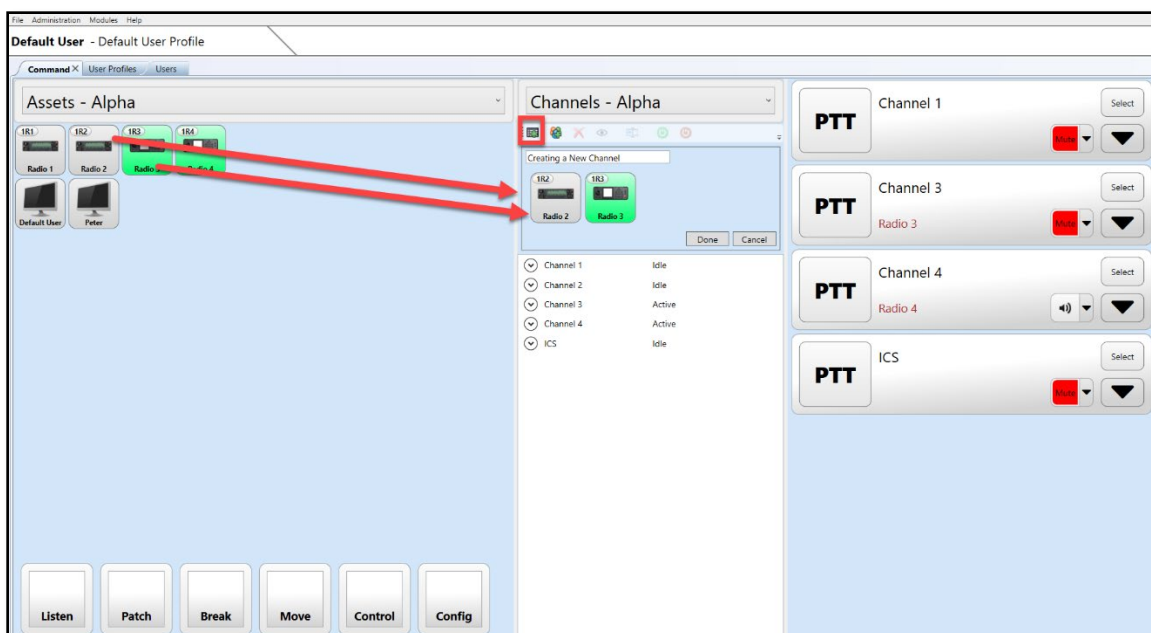 File Administration Modules Help
Default User - Default User Profile
Command × User Profiles Users
Assets - Alpha
1R1 1R2 1R3 1R4
Radio 1 Radio 2 Radio 3 Radio 4
Default User Peter
Listen Patch Break Move Control Config
Channels - Alpha
Creating a New Channel
1R2 1R3
Radio 2 Radio 3
Done Cancel
Channel 1 Idle
Channel 2 Idle
Channel 3 Active
Channel 4 Active
ICS Idle
PTT Channel 1 Select
Mute
PTT Channel 3 Select
Radio 3 Mute
PTT Channel 4 Select
Radio 4
PTT ICS Select
Mute